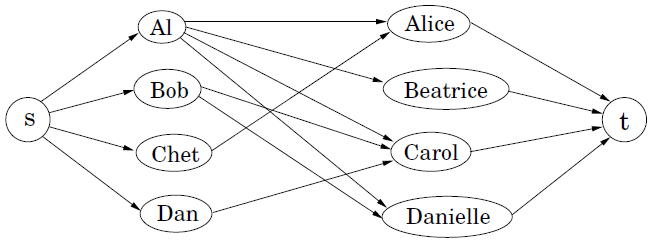 Al
Alice
Bob
Beatrice
s
t
Chet
Carol
Dan
Danielle